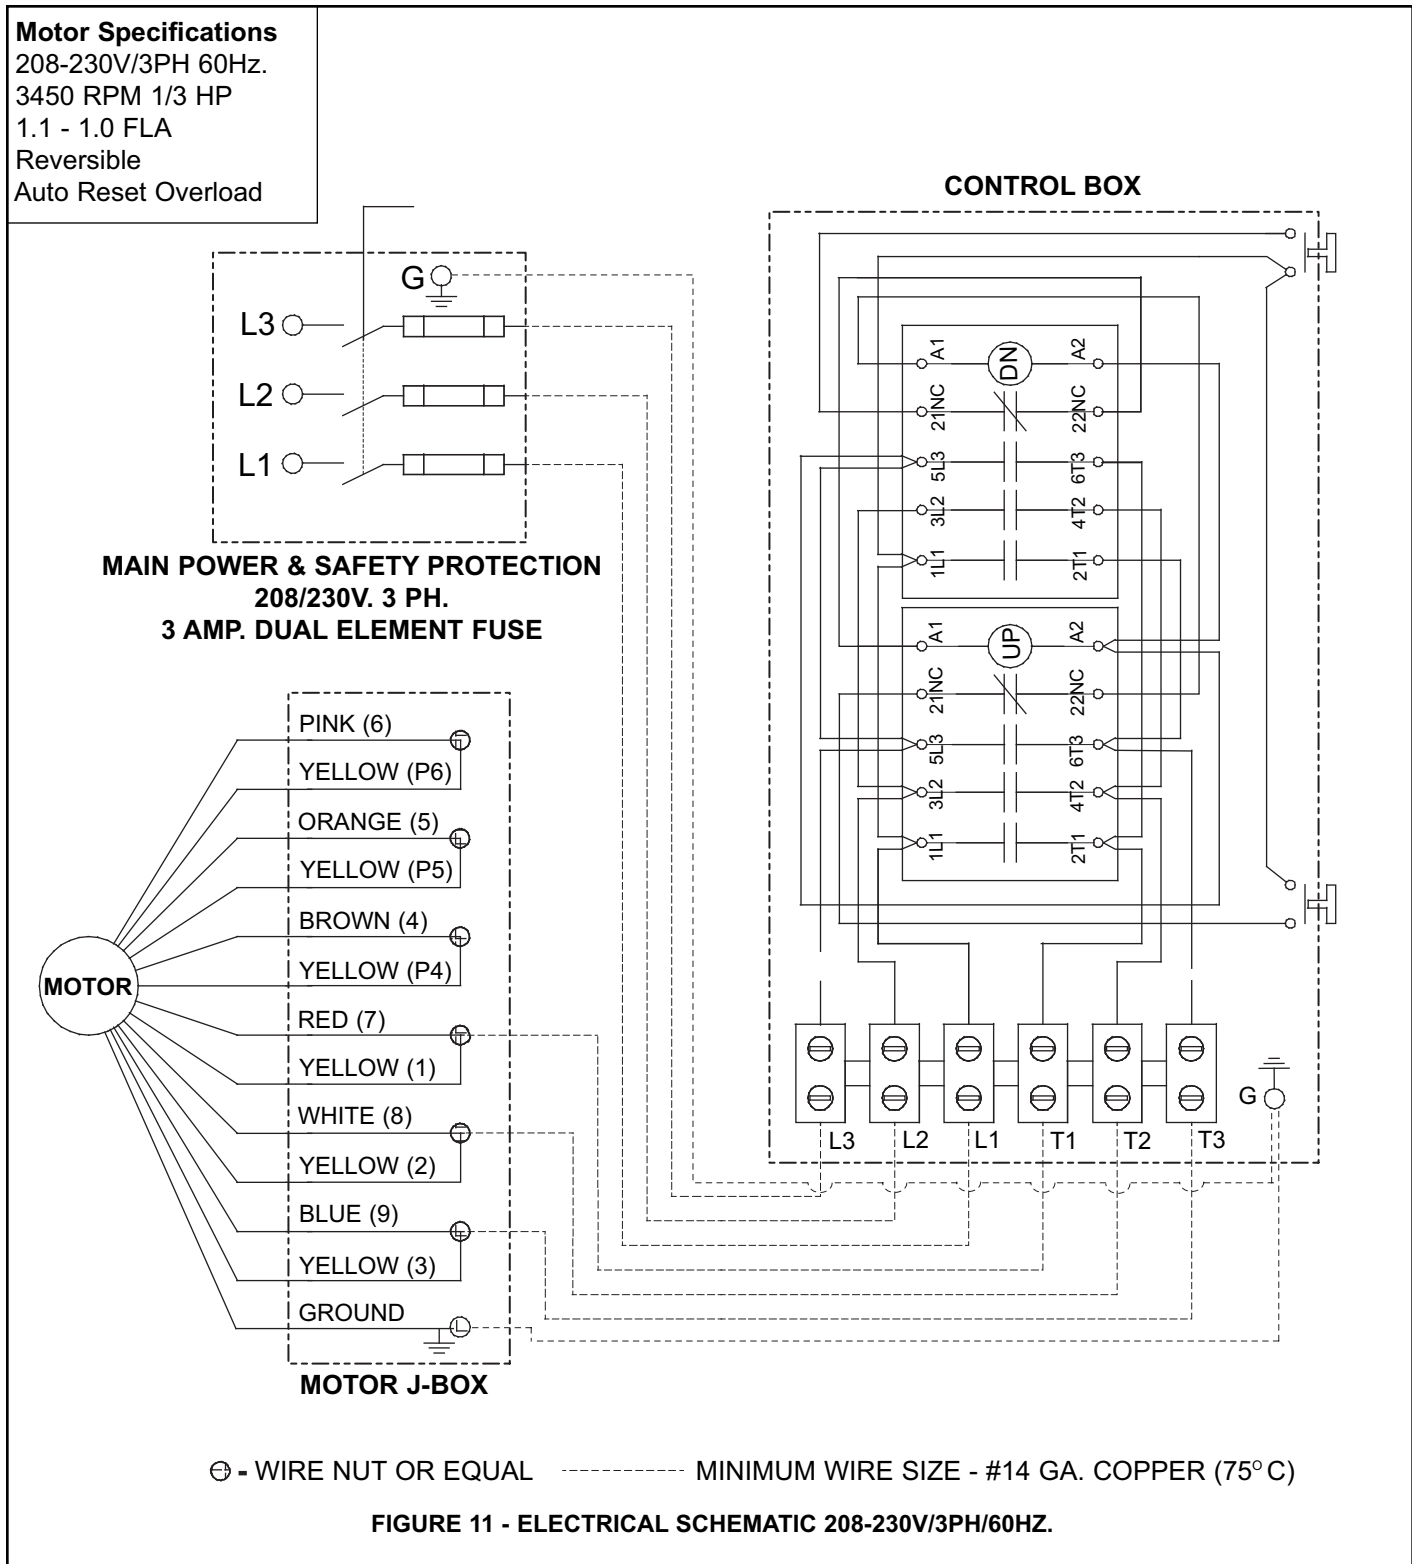 Motor Specifications
208-230V/3PH 60Hz.
3450 RPM 1/3 HP
1.1 - 1.0 FLA
Reversible
Auto Reset Overload
G
L3
L2
L1
MAIN POWER & SAFETY PROTECTION
208/230V. 3 PH.
3 AMP. DUAL ELEMENT FUSE
CONTROL BOX
A1
DN
A2
21NC
22NC
5L3
6T3
3L2
4T2
1L1
2T1
A1
UP
A2
21NC
22NC
5L3
6T3
3L2
4T2
1L1
2T1
L3
L2
L1
T1
T2
T3
G
MOTOR
PINK (6)
YELLOW (P6)
ORANGE (5)
YELLOW (P5)
BROWN (4)
YELLOW (P4)
RED (7)
YELLOW (1)
WHITE (8)
YELLOW (2)
BLUE (9)
YELLOW (3)
GROUND
MOTOR J-BOX
- WIRE NUT OR EQUAL
MINIMUM WIRE SIZE - #14 GA. COPPER (75° C)
FIGURE 11 - ELECTRICAL SCHEMATIC 208-230V/3PH/60HZ.